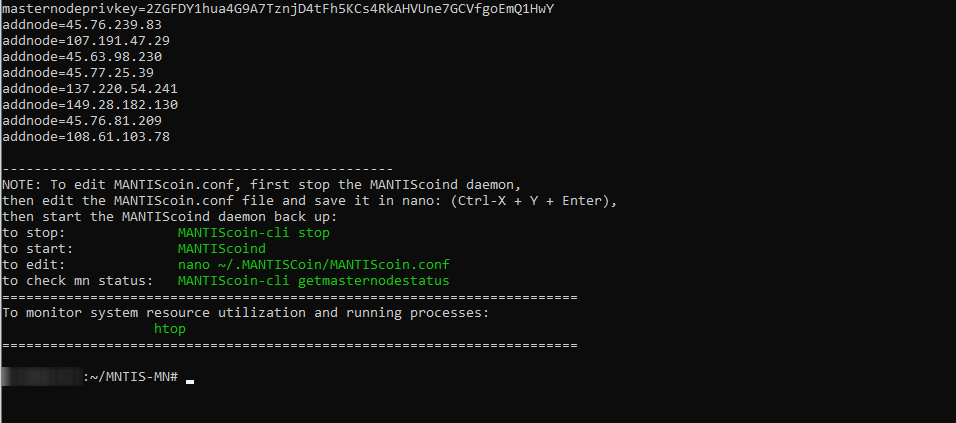 masternodeprivkey=2ZGFDY1hua4G9A7TznjD4tFh5KCs4RkAHVUne7GCVfgoEmQ1HwY
addnode=45.76.239.83
addnode=107.191.47.29
addnode=45.63.98.230
addnode=45.77.25.39
addnode=137.220.54.241
addnode=149.28.182.130
addnode=45.76.81.209
addnode=108.61.103.78
-------------------------------------------------
NOTE: To edit MANTIScoin.conf, first stop the MANTIScoind daemon,
then edit the MANTIScoin.conf file and save it in nano: (Ctrl-X + Y + Enter),
then start the MANTIScoind daemon back up:
to stop: MANTIScoin-cli stop
to start: MANTIScoind
to edit: nano ~/.MANTISCoin/MANTIScoin.conf
to check mn status: MANTIScoin-cli getmasternodestatus
========================================================================
To monitor system resource utilization and running processes:
htop
========================================================================
:~/MNTIS-MN#